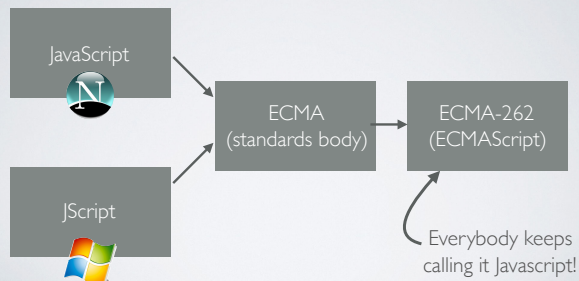 JavaScript
N
ECMA
(standards body)
ECMA-262
(ECMAScript)
JScript
Everybody keeps
calling it Javascript!